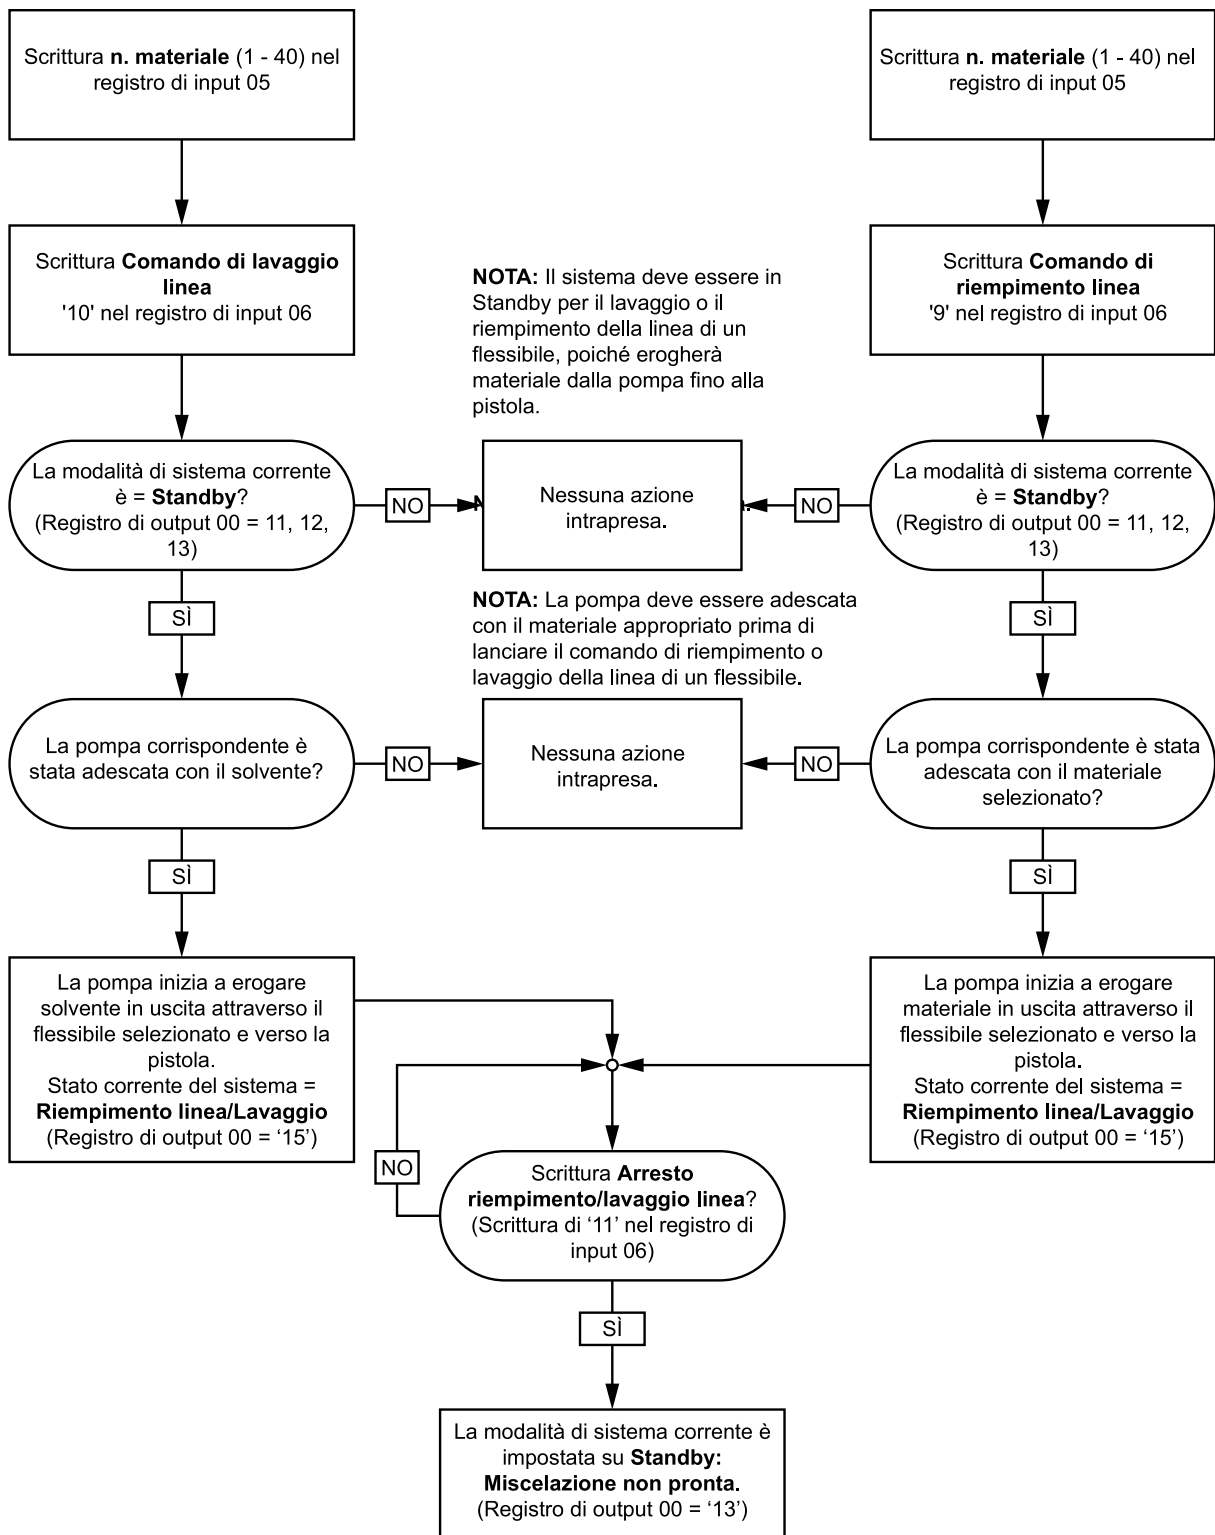 Scrittura n. materiale (1 - 40) nel
registro di input 05
Scrittura n. materiale (1 - 40) nel
registro di input 05
Scrittura Comando di lavaggio
linea
'10' nel registro di input 06
NOTA: Il sistema deve essere in
Standby per il lavaggio o il
riempimento della linea di un
flessibile, poiché erogherà
materiale dalla pompa fino alla
pistola.
Scrittura Comando di
riempimento linea
'9' nel registro di input 06
La modalità di sistema corrente
è = Standby?
(Registro di output 00 = 11, 12,
13)
NO
Nessuna azione
intrapresa.
NO
La modalità di sistema corrente
è = Standby?
(Registro di output 00 = 11, 12,
13)
SÌ
NOTA: La pompa deve essere adescata
con il materiale appropriato prima di
lanciare il comando di riempimento o
lavaggio della linea di un flessibile.
SÌ
La pompa corrispondente è
stata adescata con il solvente?
NO
Nessuna azione
intrapresa.
NO
La pompa corrispondente è stata
adescata con il materiale
selezionato?
SÌ
SÌ
La pompa inizia a erogare
solvente in uscita attraverso il
flessibile selezionato e verso la
pistola.
Stato corrente del sistema =
Riempimento linea/Lavaggio
(Registro di output 00 = ‘15’)
La pompa inizia a erogare
materiale in uscita attraverso il
flessibile selezionato e verso la
pistola.
Stato corrente del sistema =
Riempimento linea/Lavaggio
(Registro di output 00 = ‘15’)
NO
Scrittura Arresto
riempimento/lavaggio linea?
(Scrittura di ‘11’ nel registro di
input 06)
SÌ
La modalità di sistema corrente è
impostata su Standby:
Miscelazione non pronta.
(Registro di output 00 = ‘13’)